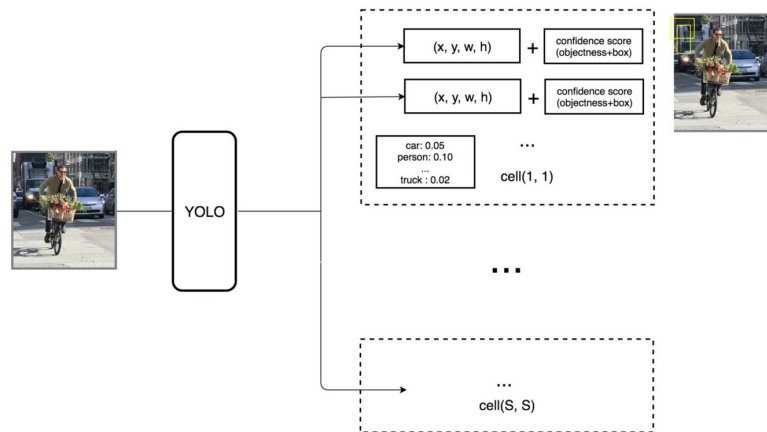 YOLO
(x, y, w, h)
+
confidence score
(objectness+box)
(x, y, w, h)
+
confidence score
(objectness+box)
car: 0.05
person: 0.10
...
truck : 0.02
...
cell(1, 1)
...
...
cell(S, S)